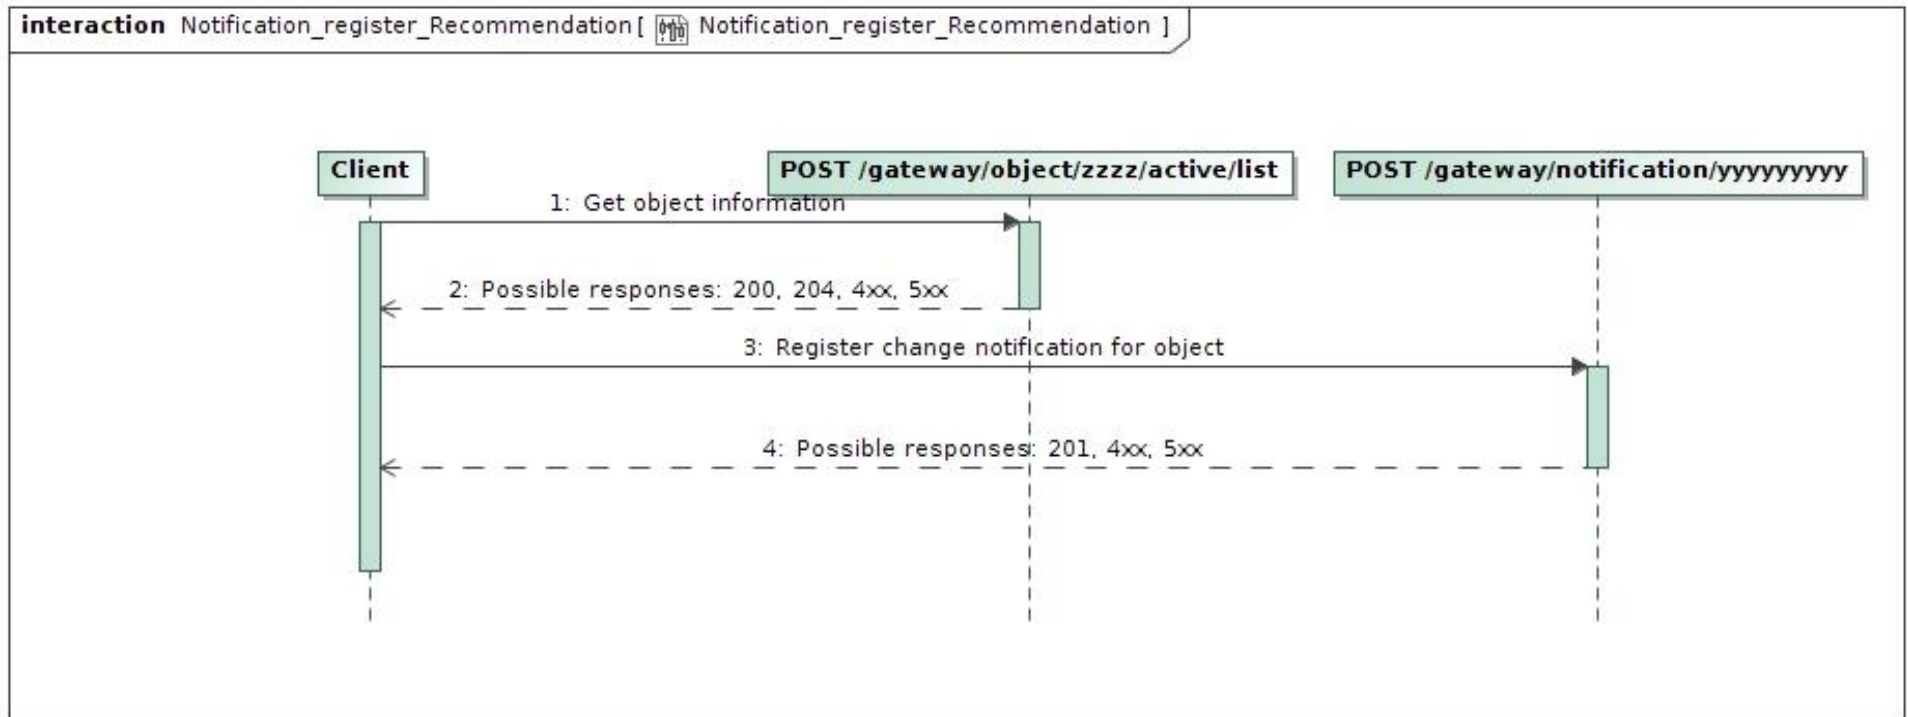 interaction Notification_register_Recommendation [ Notification_register_Recommendation ]
Client
POST /gateway/object/zzzz/active/list
POST /gateway/notification/yyyyyyyyy
1: Get object information
2: Possible responses: 200, 204, 4xx, 5xx
3: Register change notification for object
4: Possible responses: 201, 4xx, 5xx